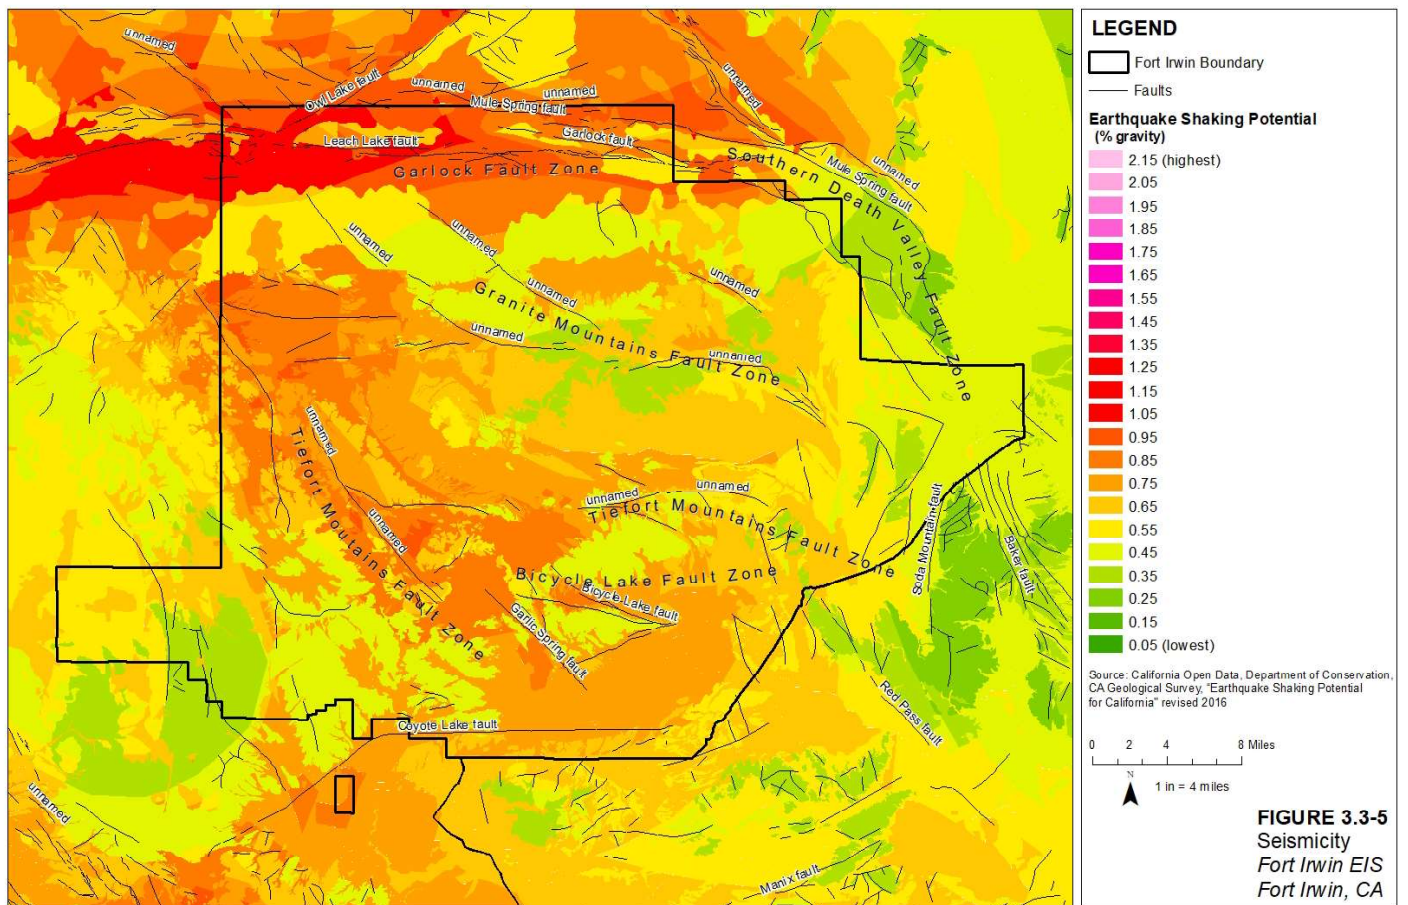 unnamed
Owl Lake fault
unnamed
unnamed
Mule Spring fault
unnamed
Leach Lake fault
Garlock fault
Garlock Fault Zone
Southern Death Valley Fault Zone
Mule Spring fault
unnamed
unnamed
unnamed
unnamed
unnamed
Granite Mountains Fault Zone
unnamed
unnamed
unnamed
Tiefort Moutains Fault Zone
unnamed
unnamed
unnamed
Tiefort Mountains Fault Zone
Soda Mountain fault
Baker fault
Bicycle Lake Fault Zone
Bicycle Lake fault
Garlic Spring fault
Red Pass fault
Coyote Lake fault
unnamed
Manix fault
LEGEND
Fort Irwin Boundary
Faults
Earthquake Shaking Potential
(% gravity)
2.15 (highest)
2.05
1.95
1.85
1.75
1.65
1.55
1.45
1.35
1.25
1.15
1.05
0.95
0.85
0.75
0.65
0.55
0.45
0.35
0.25
0.15
0.05 (lowest)
Source: California Open Data, Department of Conservation,
CA Geological Survey, "Earthquake Shaking Potential
for California" revised 2016
0 2 4 8 Miles
N
1 in = 4 miles
FIGURE 3.3-5
Seismicity
Fort Irwin EIS
Fort Irwin, CA